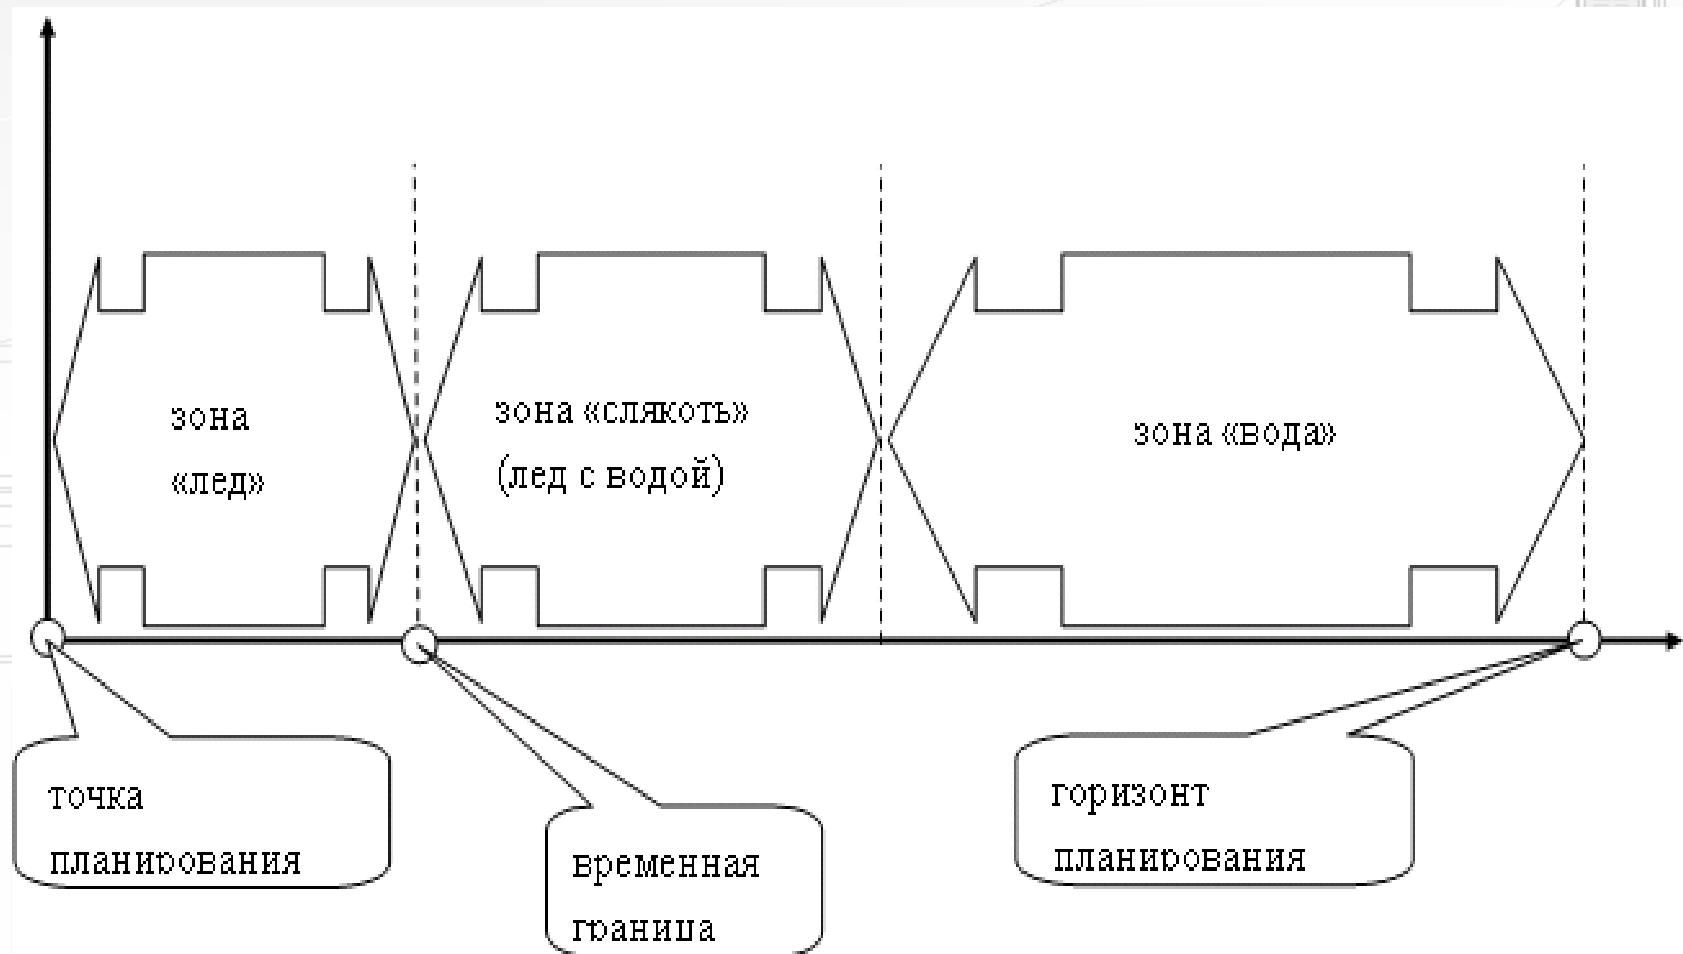 зона
«лед»
зона «слякоть»
(лед с водой)
зона «вода»
точка
планирования
временная
граница
горизонт
планирования